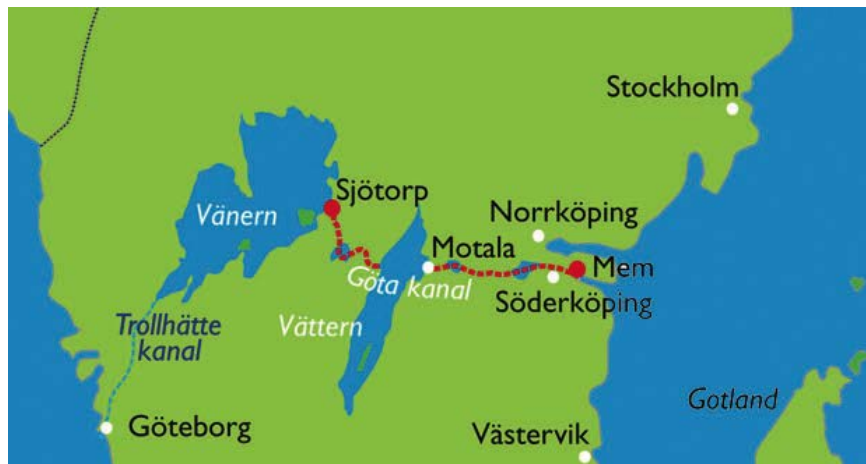 Stockholm
Sjötorp
Vänern
Norrköping
Motala
Mem
Göta kanal
Söderköping
Trollhätte
kanal
Vättern
Gotland
Göteborg
Västervik